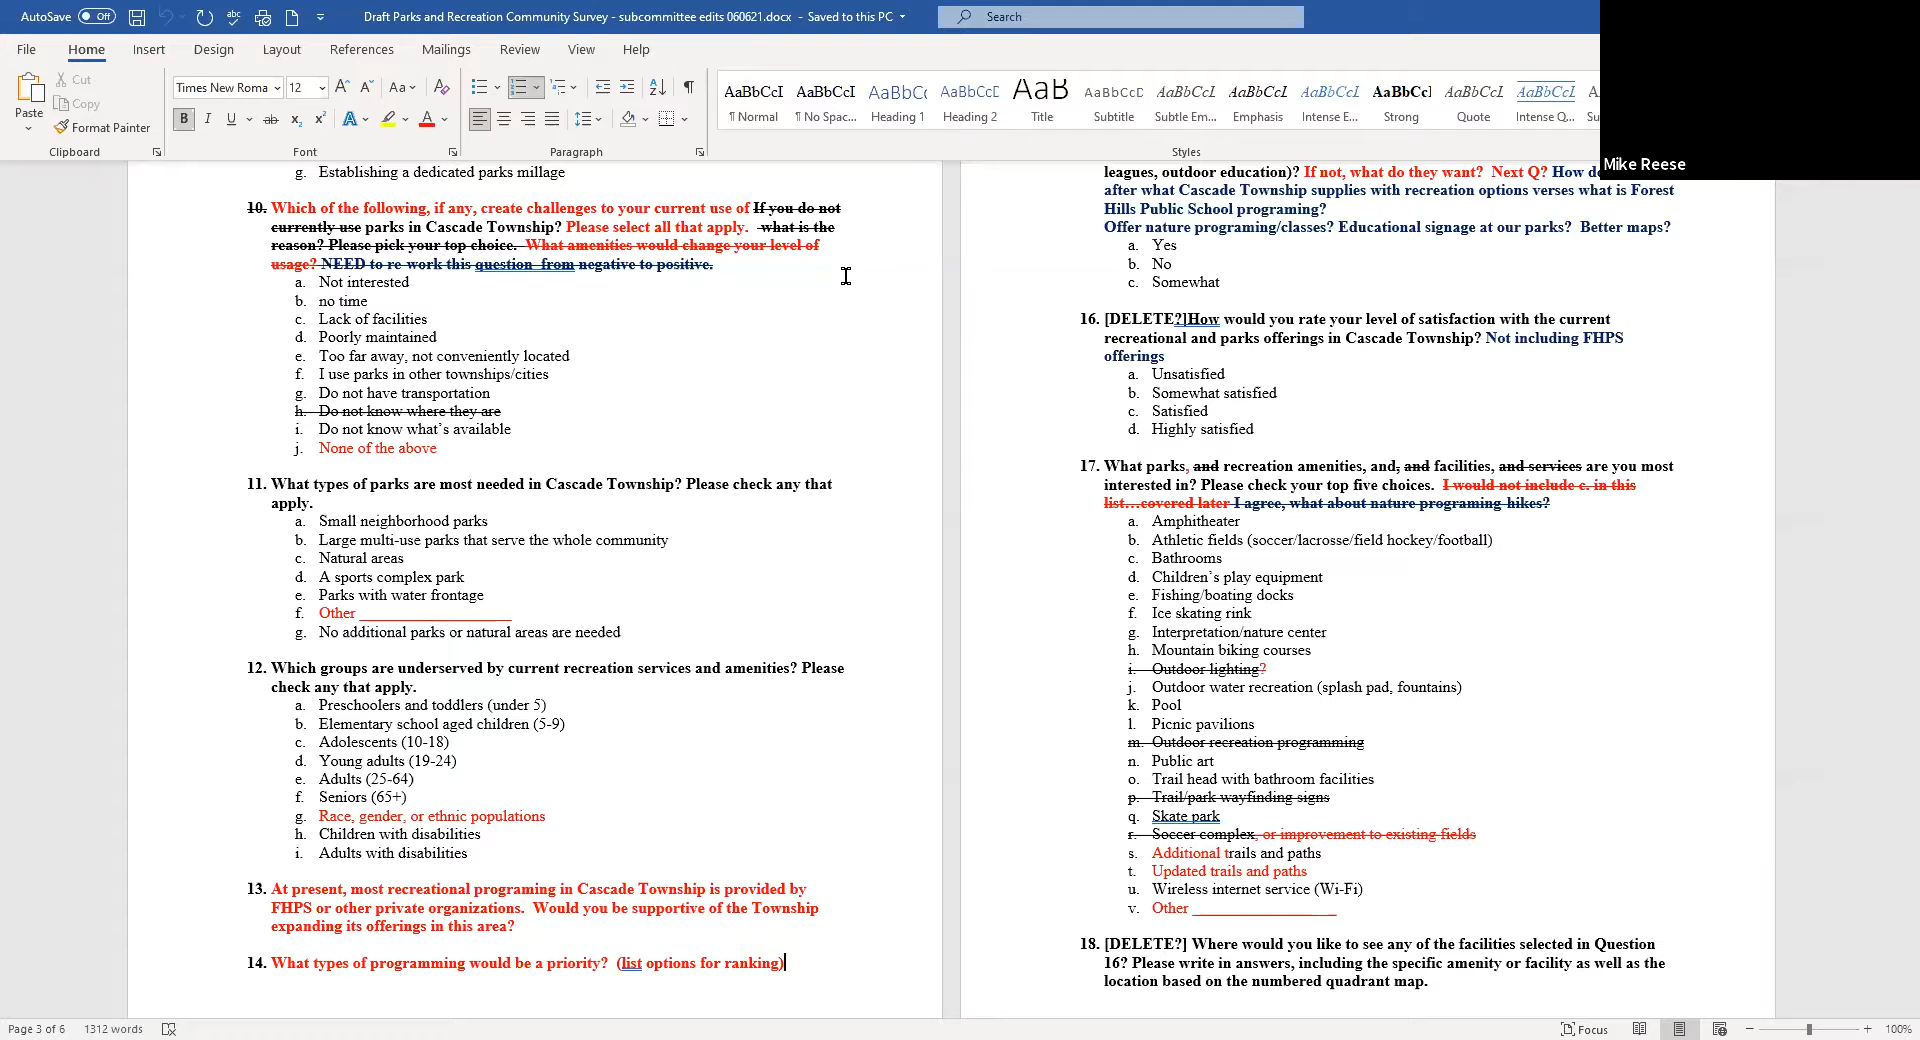 AutoSave Off
Draft Parks and Recreation Community Survey - subcommittee edits 060621.docx - Saved to this PC
Search
File Home Insert Design Layout References Mailings Review View Help
Mike Reese
Paste
Cut
Copy
Format Painter
Clipboard
Times New Roma 12
Font
Paragraph
AaBbCcI AaBbCcI AaBbCc AaBbCcD AaB AaBbCcD AaBbCcI AaBbCcI AaBbCcI AaBbCcI AaBbCcI AaBbCcI
¶ Normal ¶ No Spac... Heading 1 Heading 2 Title Subtitle Subtle Em... Emphasis Intense E... Strong Quote Intense Q...
Styles
g. Establishing a dedicated parks millage
10. Which of the following, if any, create challenges to your current use of If you do not
currently use parks in Cascade Township? Please select all that apply. what is the
reason? Please pick your top choice. What amenities would change your level of
usage? NEED to re-work this question from negative to positive.
a. Not interested
b. no time
c. Lack of facilities
d. Poorly maintained
e. Too far away, not conveniently located
f. I use parks in other townships/cities
g. Do not have transportation
h. Do not know where they are
i. Do not know what's available
j. None of the above
11. What types of parks are most needed in Cascade Township? Please check any that
apply.
a. Small neighborhood parks
b. Large multi-use parks that serve the whole community
c. Natural areas
d. A sports complex park
e. Parks with water frontage
f. Other ____________________
g. No additional parks or natural areas are needed
12. Which groups are underserved by current recreation services and amenities? Please
check any that apply.
a. Preschoolers and toddlers (under 5)
b. Elementary school aged children (5-9)
c. Adolescents (10-18)
d. Young adults (19-24)
e. Adults (25-64)
f. Seniors (65+)
g. Race, gender, or ethnic populations
h. Children with disabilities
i. Adults with disabilities
13. At present, most recreational programing in Cascade Township is provided by
FHPS or other private organizations. Would you be supportive of the Township
expanding its offerings in this area?
14. What types of programming would be a priority? (list options for ranking)
leagues, outdoor education)? If not, what do they want? Next Q? How do
after what Cascade Township supplies with recreation options verses what is Forest
Hills Public School programing?
Offer nature programing/classes? Educational signage at our parks? Better maps?
a. Yes
b. No
c. Somewhat
16. [DELETE?]How would you rate your level of satisfaction with the current
recreational and parks offerings in Cascade Township? Not including FHPS
offerings
a. Unsatisfied
b. Somewhat satisfied
c. Satisfied
d. Highly satisfied
17. What parks, and recreation amenities, and, and facilities, and services are you most
interested in? Please check your top five choices. I would not include c. in this
list...covered later I agree, what about nature programing hikes?
a. Amphitheater
b. Athletic fields (soccer/lacrosse/field hockey/football)
c. Bathrooms
d. Children's play equipment
e. Fishing/boating docks
f. Ice skating rink
g. Interpretation/nature center
h. Mountain biking courses
i. Outdoor lighting?
j. Outdoor water recreation (splash pad, fountains)
k. Pool
l. Picnic pavilions
m. Outdoor recreation programming
n. Public art
o. Trail head with bathroom facilities
p. Trail/park wayfinding signs
q. Skate park
r. Soccer complex, or improvement to existing fields
s. Additional trails and paths
t. Updated trails and paths
u. Wireless internet service (Wi-Fi)
v. Other ___________________
18. [DELETE?] Where would you like to see any of the facilities selected in Question
16? Please write in answers, including the specific amenity or facility as well as the
location based on the numbered quadrant map.
Page 3 of 6 1312 words
Focus
100%